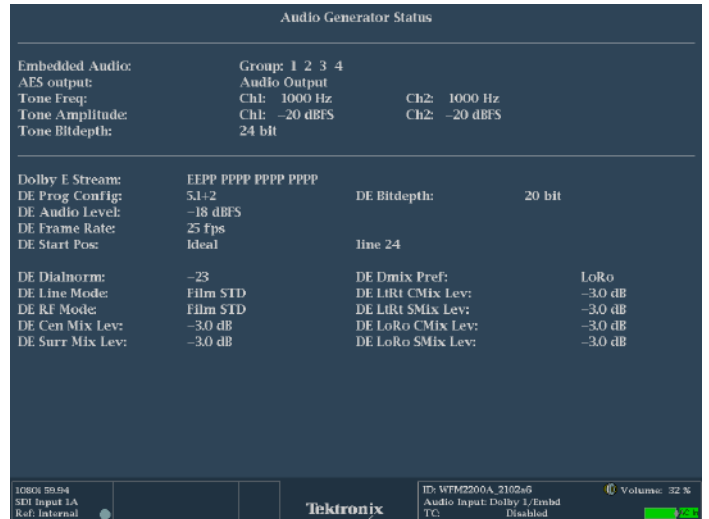 Audio Generator Status
Embedded Audio: Group: 1 2 3 4
AES output: Audio Output
Tone Freq: Ch1: 1000 Hz Ch2: 1000 Hz
Tone Amplitude: Ch1: −20 dBFS Ch2: −20 dBFS
Tone Bitdepth: 24 bit
Dolby E Stream: EEPP PPPP PPPP PPPP
DE Prog Config: 5.1+2 DE Bitdepth: 20 bit
DE Audio Level: −18 dBFS
DE Frame Rate: 25 fps
DE Start Pos: Ideal line 24
DE Dialnorm: −23 DE Dmix Pref: LoRo
DE Line Mode: Film STD DE LtRt CMix Lev: −3.0 dB
DE RF Mode: Film STD DE LtRt SMix Lev: −3.0 dB
DE Cen Mix Lev: −3.0 dB DE LoRo CMix Lev: −3.0 dB
DE Surr Mix Lev: −3.0 dB DE LoRo SMix Lev: −3.0 dB
1080i 59.94
SDI Input 1A
Ref: Internal
Tektronix
ID: WFM2200A_2102a6 Volume: 32 %
Audio Input: Dolby 1/Embd
TC: Disabled